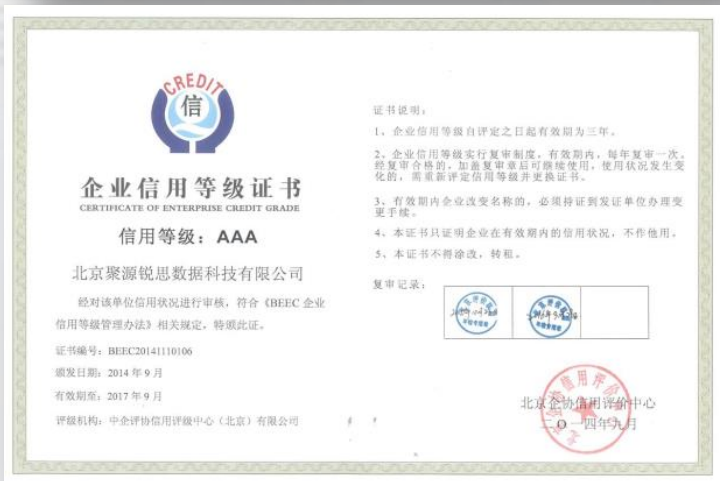 CREDIT
信
企业信用等级证书
CERTIFICATE OF ENTERPRISE CREDIT GRADE
信用等级：AAA
北京聚源锐思数据科技有限公司
经对该单位信用状况进行审核，符合《BEEC 企业
信用等级管理办法》相关规定，特颁此证。
证书编号：BEEC20141110106
颁发日期：2014 年 9 月
有效期至：2017 年 9 月
评级机构：中企评协信用评级中心（北京）有限公司
证书说明：
1、企业信用等级自评定之日起有效期为三年。
2、企业信用等级实行复审制度，有效期内，每年复审一次。
经复审合格的，加盖复审章后可继续使用，使用状况发生变
化的，需重新评定信用等级并更换证书。
3、有效期内企业改变名称的，必须持证到发证单位办理变
更手续。
4、本证书只证明企业在有效期内的信用状况，不作他用。
5、本证书不得涂改，转租。
复审记录：
北京企协信用评价中心
二〇一四年九月